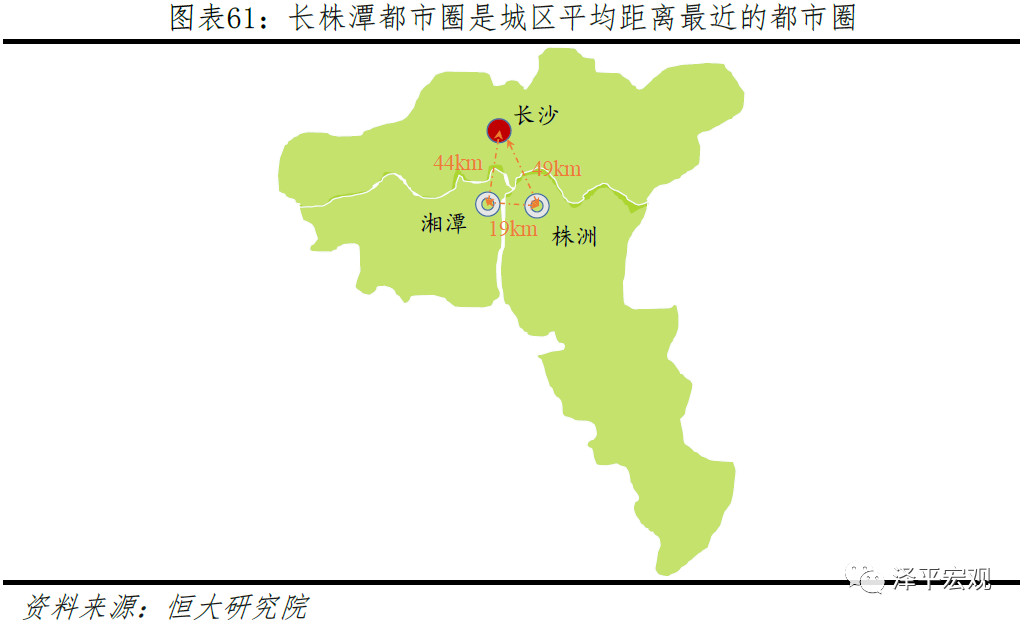 图表61：长株潭都市圈是城区平均距离最近的都市圈
长沙
44km
49km
湘潭
19km
株洲
泽平宏观
资料来源：恒大研究院